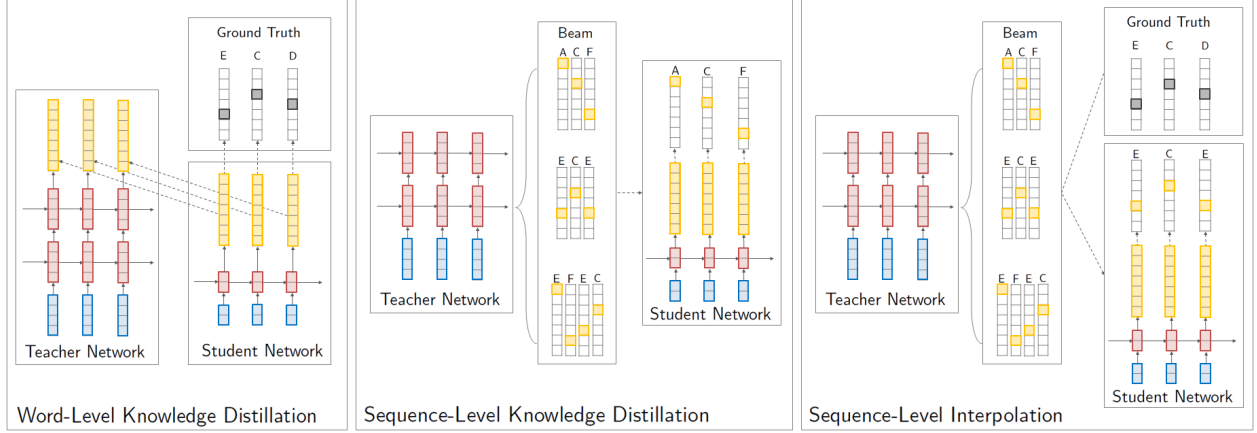 Ground Truth
E C D
Teacher Network
Student Network
Word-Level Knowledge Distillation
Beam
A C F
E C E
E F E C
Teacher Network
A C F
Student Network
Sequence-Level Knowledge Distillation
Beam
A C F
E C E
E F E C
Teacher Network
Ground Truth
E C D
E C E
Student Network
Sequence-Level Interpolation